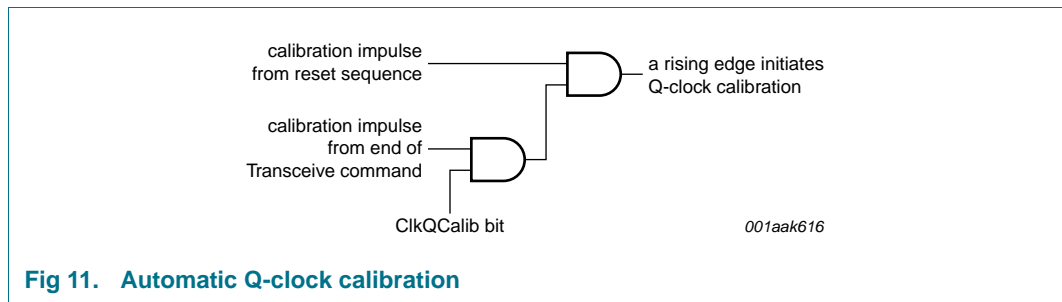 calibration impulse
from reset sequence
a rising edge initiates
Q-clock calibration
calibration impulse
from end of
Transceive command
ClkQCalib bit
001aak616
Fig 11. Automatic Q-clock calibration